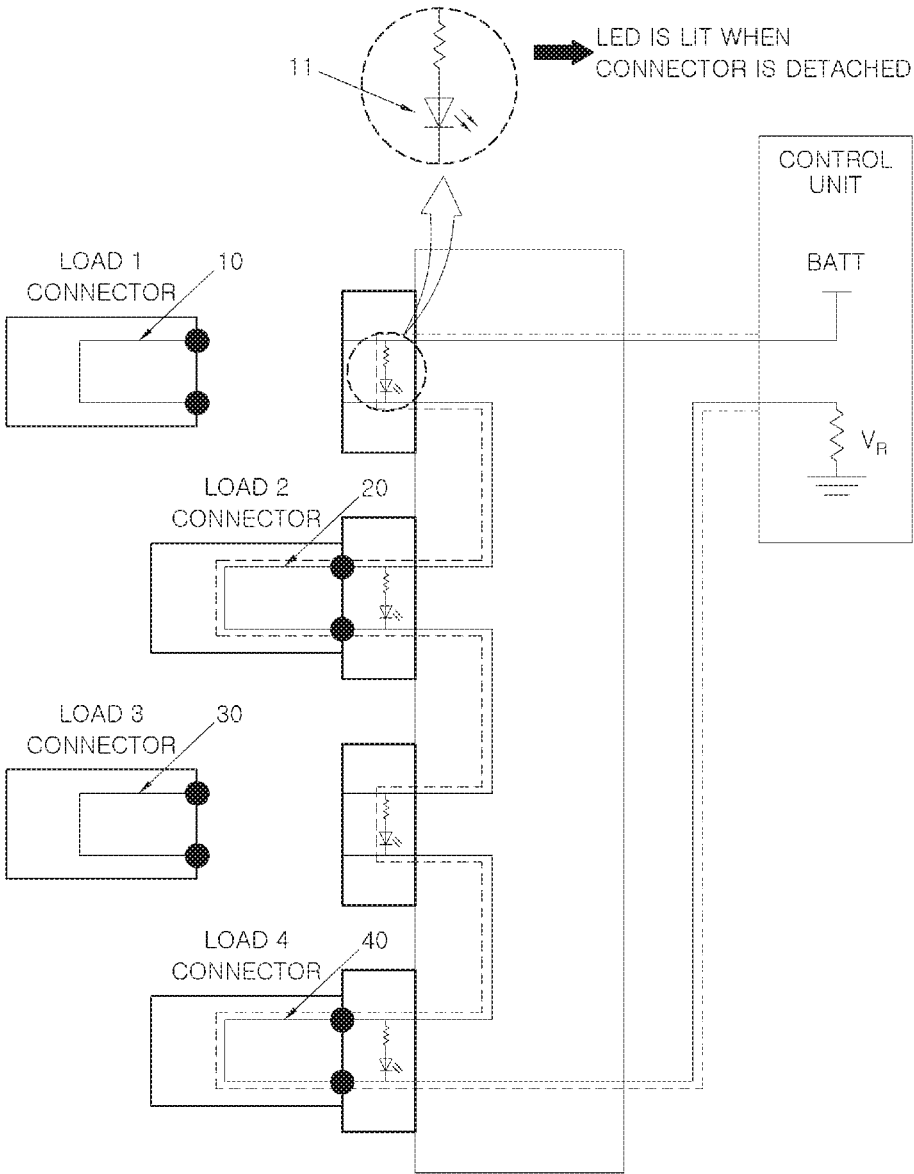 LED IS LIT WHEN
CONNECTOR IS DETACHED
11
CONTROL
UNIT
BATT
V_R
LOAD 1
CONNECTOR
10
LOAD 2
CONNECTOR
20
LOAD 3
CONNECTOR
30
LOAD 4
CONNECTOR
40